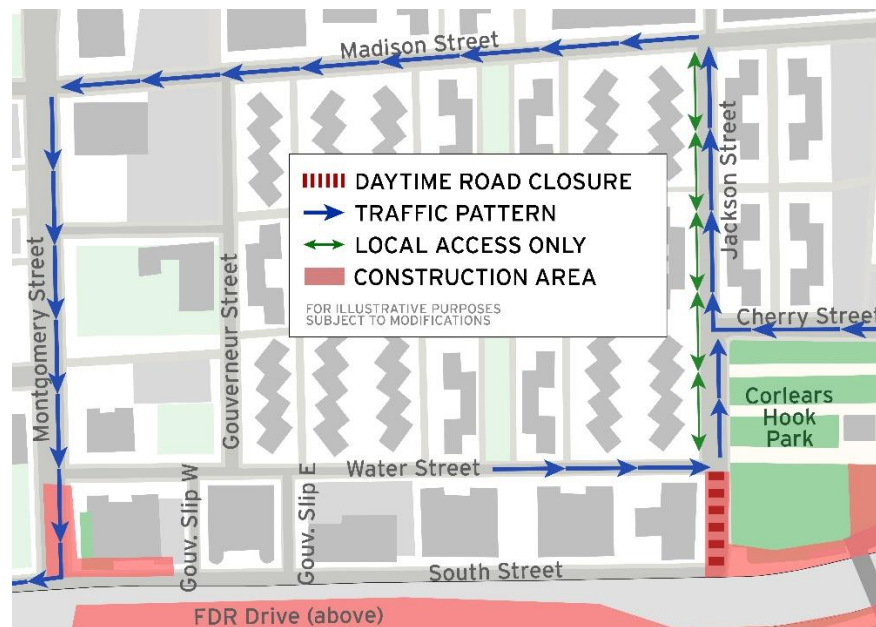 Madison Street
DAYTIME ROAD CLOSURE
TRAFFIC PATTERN
LOCAL ACCESS ONLY
CONSTRUCTION AREA
FOR ILLUSTRATIVE PURPOSES
SUBJECT TO MODIFICATIONS
Jackson Street
Montgomery Street
Gouverneur Street
Cherry Street
Corlears
Hook
Park
Water Street
Gouv. Slip W
Gouv. Slip E
South Street
FDR Drive (above)